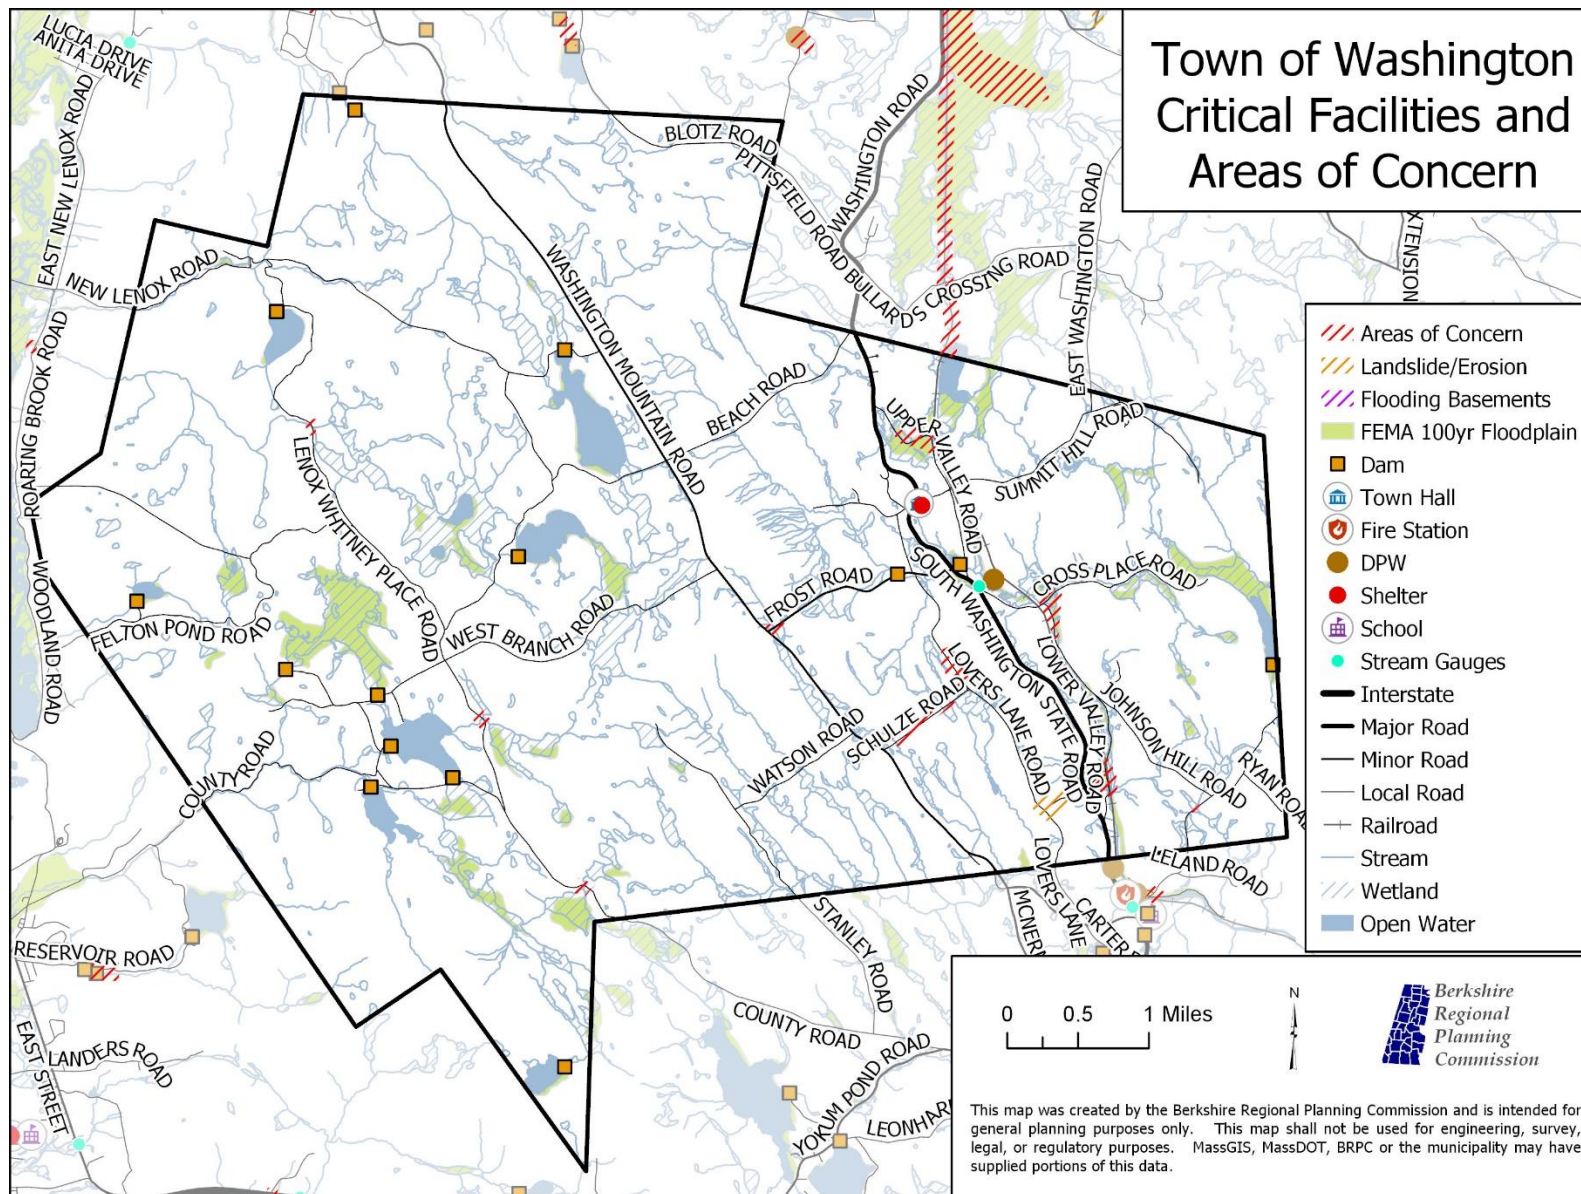 Town of Washington
Critical Facilities and
Areas of Concern
LUCIA DRIVE
ANITA DRIVE
EAST NEW LENOX ROAD
NEW LENOX ROAD
ROARING BROOK ROAD
WOODLAND ROAD
BLOTZ ROAD
PITTSFIELD ROAD
WASHINGTON ROAD
BULLARDS CROSSING ROAD
EAST WASHINGTON ROAD
EXTENSION
WASHINGTON MOUNTAIN ROAD
BEACH ROAD
UPPER VALLEY ROAD
SUMMIT HILL ROAD
LENOX WHITNEY PLACE ROAD
FELTON POND ROAD
WEST BRANCH ROAD
FROST ROAD
SOUTH WASHINGTON STATE ROAD
CROSS PLACE ROAD
LOVERS LANE ROAD
LOWER VALLEY ROAD
JOHNSON HILL ROAD
RYAN ROAD
SCHULZE ROAD
WATSON ROAD
COUNTY ROAD
LELAND ROAD
LOVERS LANE
MCNERN
CARTER
STANLEY ROAD
RESERVOIR ROAD
COUNTY ROAD
EAST STREET
LANDERS ROAD
YOKUM POND ROAD
LEONHAR
Areas of Concern
Landslide/Erosion
Flooding Basements
FEMA 100yr Floodplain
Dam
Town Hall
Fire Station
DPW
Shelter
School
Stream Gauges
Interstate
Major Road
Minor Road
Local Road
Railroad
Stream
Wetland
Open Water
0 0.5 1 Miles
N
Berkshire
Regional
Planning
Commission
This map was created by the Berkshire Regional Planning Commission and is intended for
general planning purposes only. This map shall not be used for engineering, survey,
legal, or regulatory purposes. MassGIS, MassDOT, BRPC or the municipality may have
supplied portions of this data.